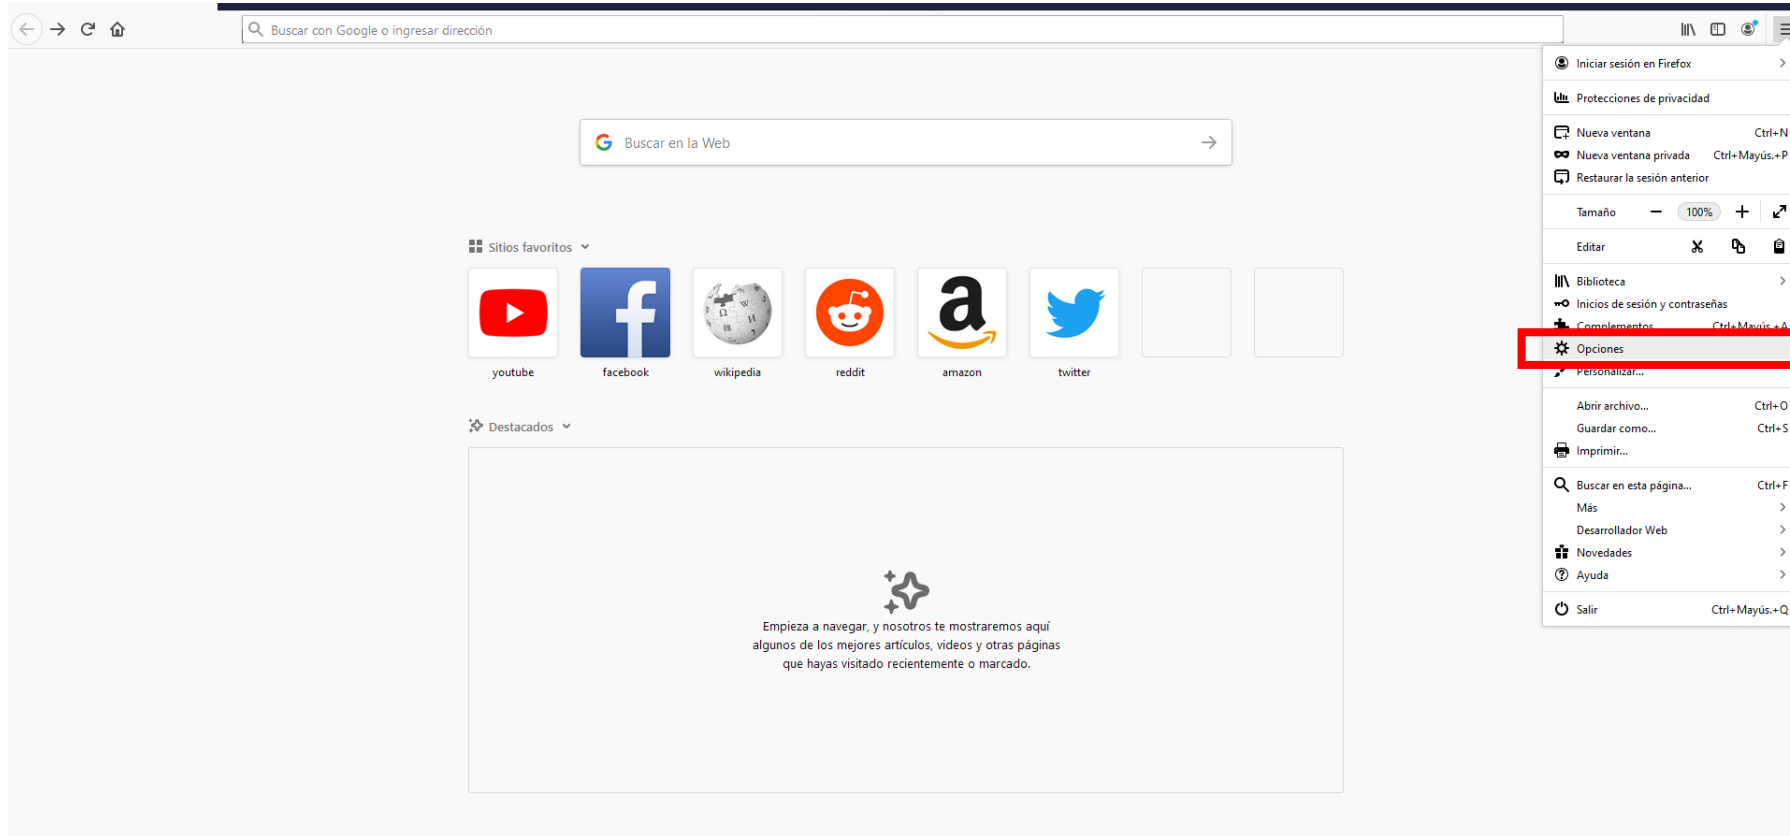 Buscar con Google o ingresar dirección
Iniciar sesión en Firefox
Protecciones de privacidad
Nueva ventana Ctrl+N
Nueva ventana privada Ctrl+Mayús.+P
Restaurar la sesión anterior
Tamaño 100%
Editar
Biblioteca
Inicios de sesión y contraseñas
Complementos Ctrl+Mayús.+A
Opciones
Personalizar...
Abrir archivo... Ctrl+O
Guardar como... Ctrl+S
Imprimir...
Buscar en esta página... Ctrl+F
Más
Desarrollador Web
Novedades
Ayuda
Salir Ctrl+Mayús.+Q
Buscar en la Web
Sitios favoritos
youtube facebook wikipedia reddit amazon twitter
Destacados
Empieza a navegar, y nosotros te mostraremos aquí
algunos de los mejores artículos, videos y otras páginas
que hayas visitado recientemente o marcado.